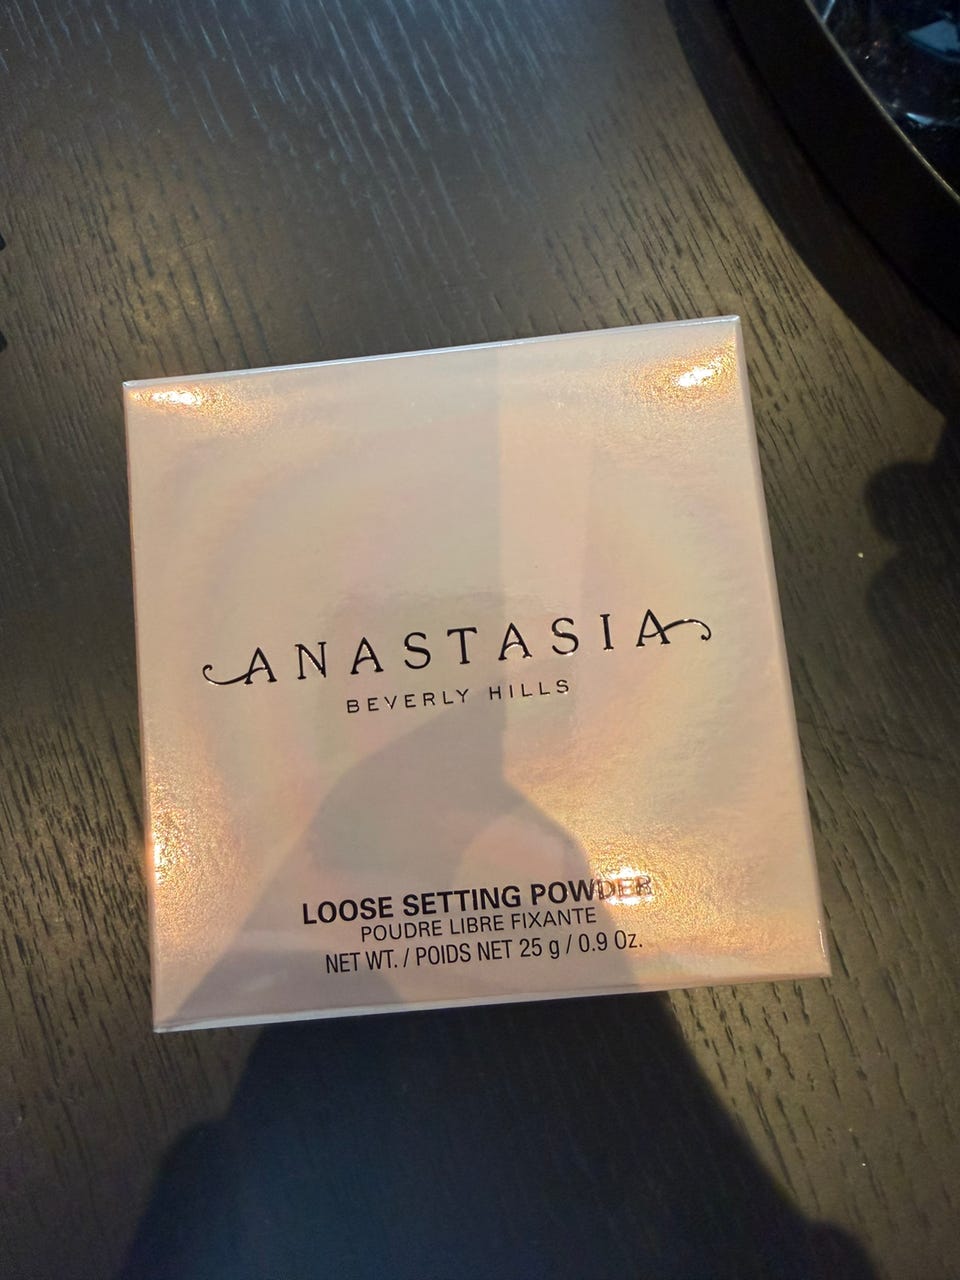 ANASTASIA
BEVERLY HILLS
LOOSE SETTING POWDER
POUDRE LIBRE FIXANTE
NET WT. / POIDS NET 25 g / 0.9 Oz.